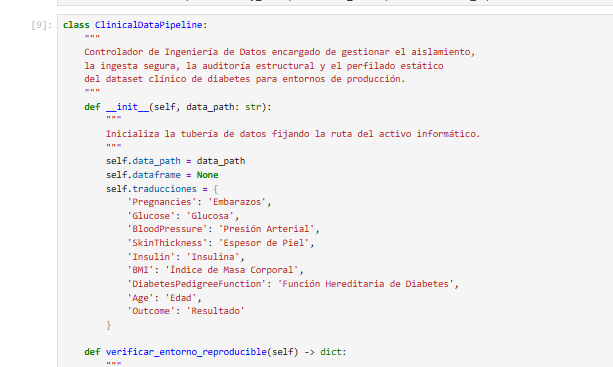 [9]: class ClinicalDataPipeline:
"""
Controlador de Ingeniería de Datos encargado de gestionar el aislamiento,
la ingesta segura, la auditoría estructural y el perfilado estático
del dataset clínico de diabetes para entornos de producción.
"""
def __init__(self, data_path: str):
"""
Inicializa la tubería de datos fijando la ruta del activo informático.
"""
self.data_path = data_path
self.dataframe = None
self.traducciones = {
'Pregnancies': 'Embarazos',
'Glucose': 'Glucosa',
'BloodPressure': 'Presión Arterial',
'SkinThickness': 'Espesor de Piel',
'Insulin': 'Insulina',
'BMI': 'Índice de Masa Corporal',
'DiabetesPedigreeFunction': 'Función Hereditaria de Diabetes',
'Age': 'Edad',
'Outcome': 'Resultado'
}
def verificar_entorno_reproducible(self) -> dict:
"""